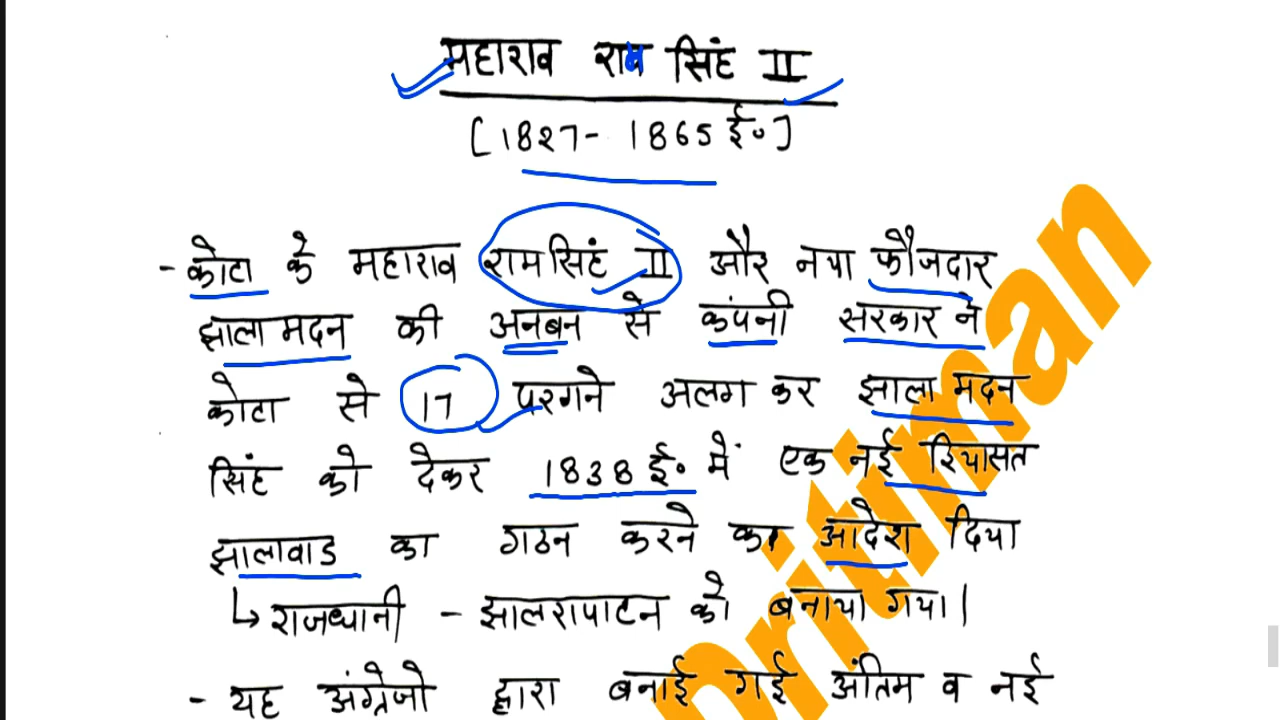 महाराव राम सिंह II
[1827- 1865 ई०]
- कोटा के महाराव रामसिंह II और नया फौजदार
झाला मदन की अनबन से कंपनी सरकार ने
कोटा से 17 परगने अलग कर झाला मदन
सिंह को देकर 1838 ई० में एक नई रियासत
झालावाड का गठन करने का आदेश दिया
↳ राजध्यानी - झालरापाटन को बनाया गया।
- यह अंग्रेजो द्वारा बनाई गई अंतिम व नई